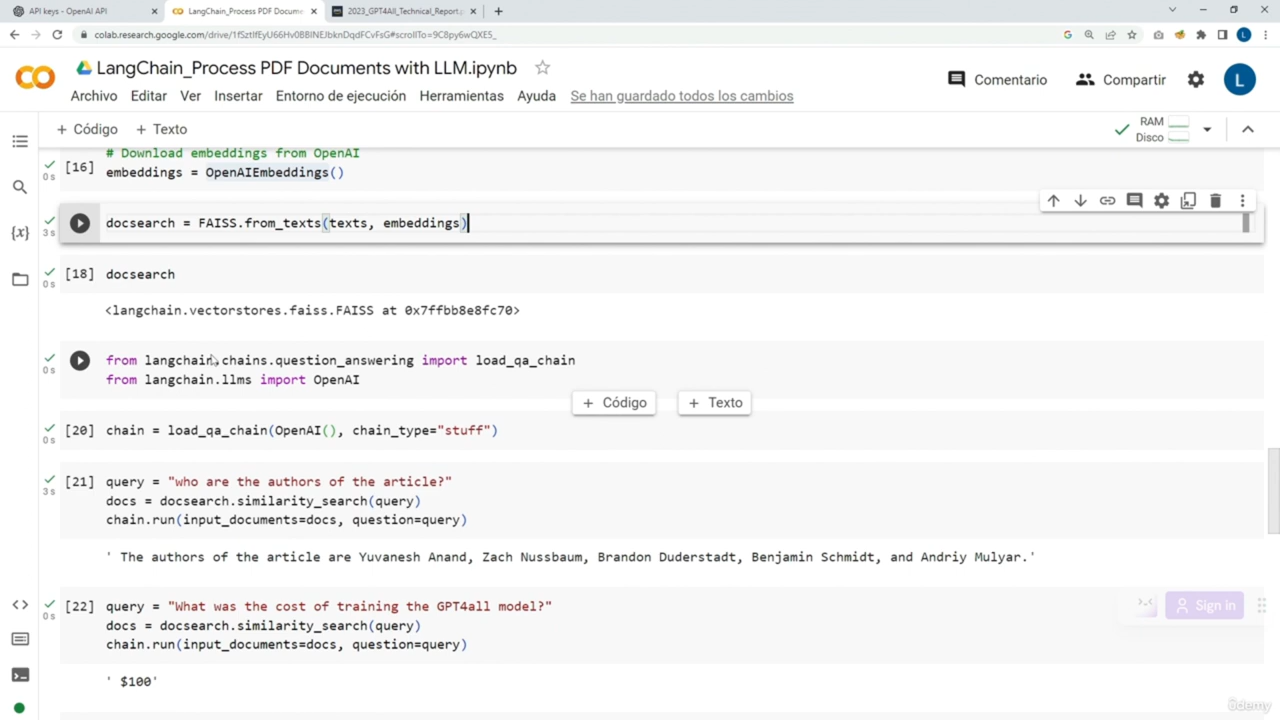 API keys - OpenAI API
LangChain_Process PDF Docume
2023_GPT4All_Technical_Report.p
colab.research.google.com/drive/1fSztlfEyU66Hv0BBINEJbknDqdFCvFsG#scrollTo=9C8py6wQXE5_
LangChain_Process PDF Documents with LLM.ipynb
Comentario
Compartir
L
Archivo Editar Ver Insertar Entorno de ejecución Herramientas Ayuda Se han guardado todos los cambios
+ Código + Texto
RAM
Disco
# Download embeddings from OpenAI
[16] embeddings = OpenAIEmbeddings()
0s
docsearch = FAISS.from_texts(texts, embeddings)
3s
[18] docsearch
0s
<langchain.vectorstores.faiss.FAISS at 0x7ffbb8e8fc70>
from langchain.chains.question_answering import load_qa_chain
0s
from langchain.llms import OpenAI
+ Código + Texto
[20] chain = load_qa_chain(OpenAI(), chain_type="stuff")
0s
[21] query = "who are the authors of the article?"
3s
docs = docsearch.similarity_search(query)
chain.run(input_documents=docs, question=query)
' The authors of the article are Yuvanesh Anand, Zach Nussbaum, Brandon Duderstadt, Benjamin Schmidt, and Andriy Mulyar.'
[22] query = "What was the cost of training the GPT4all model?"
0s
docs = docsearch.similarity_search(query)
chain.run(input_documents=docs, question=query)
' $100'
Sign in
ûdemy